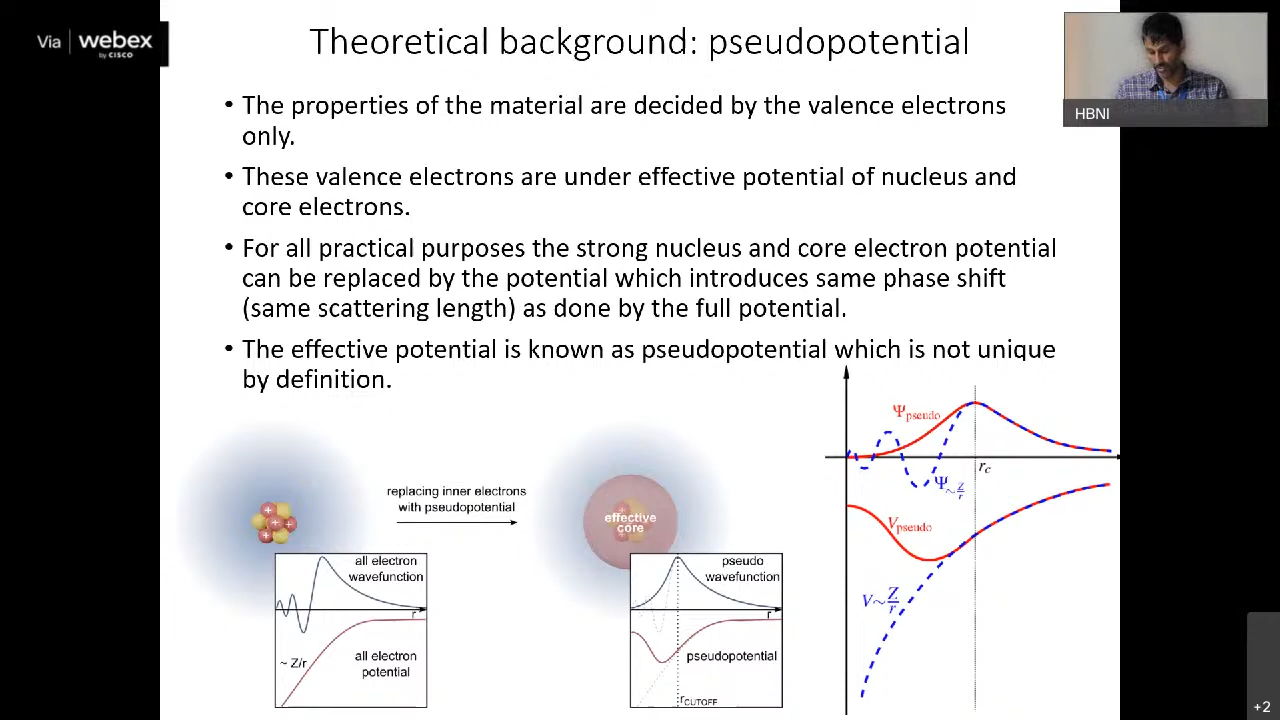 Via | webex
by CISCO
Theoretical background: pseudopotential
HBNI
• The properties of the material are decided by the valence electrons
only.
• These valence electrons are under effective potential of nucleus and
core electrons.
• For all practical purposes the strong nucleus and core electron potential
can be replaced by the potential which introduces same phase shift
(same scattering length) as done by the full potential.
• The effective potential is known as pseudopotential which is not unique
by definition.
replacing inner electrons
with pseudopotential
effective
core
all electron
wavefunction
r
~ Z/r
all electron
potential
pseudo
wavefunction
r
pseudopotential
rCUTOFF
Ψpseudo
rc
Ψ~Z/r
Vpseudo
V~Z/r
+2